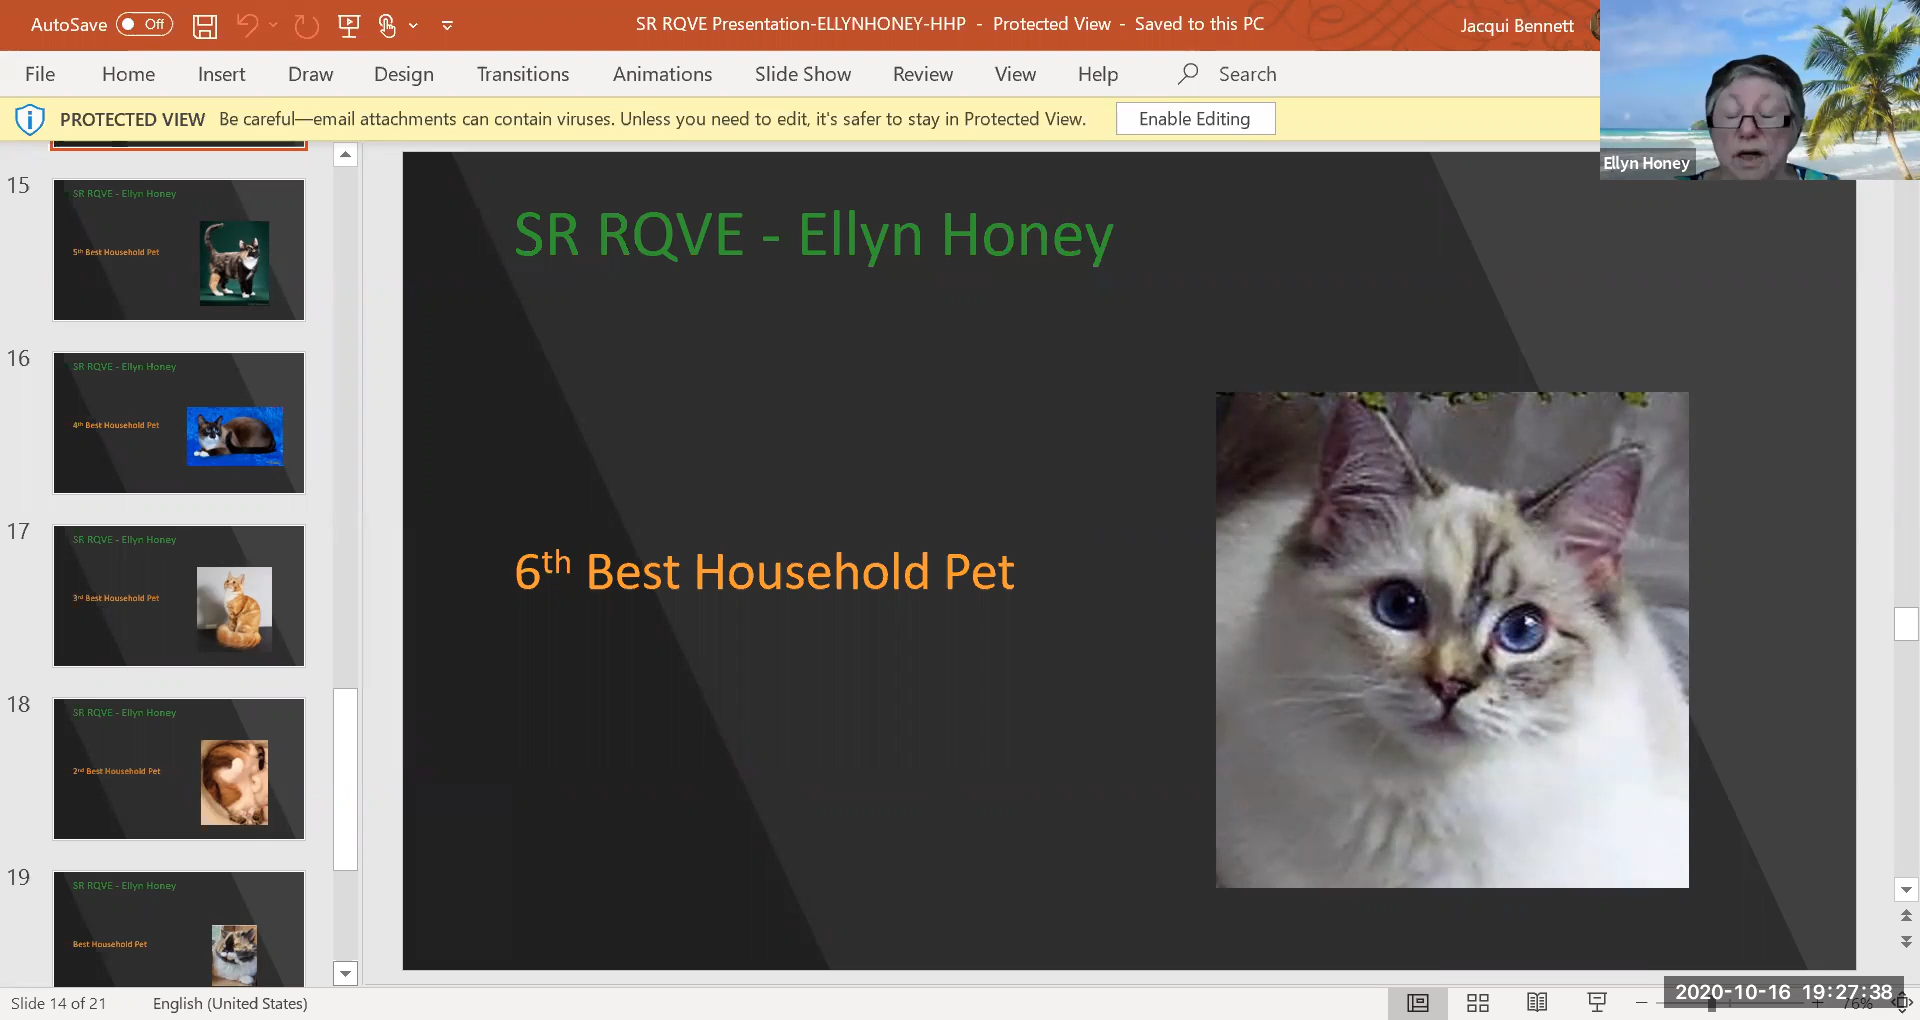 AutoSave Off
SR RQVE Presentation-ELLYNHONEY-HHP - Protected View - Saved to this PC
Jacqui Bennett
File Home Insert Draw Design Transitions Animations Slide Show Review View Help Search
PROTECTED VIEW Be careful—email attachments can contain viruses. Unless you need to edit, it's safer to stay in Protected View. Enable Editing
Ellyn Honey
15
SR RQVE - Ellyn Honey
5th Best Household Pet
16
SR RQVE - Ellyn Honey
4th Best Household Pet
17
SR RQVE - Ellyn Honey
3rd Best Household Pet
18
SR RQVE - Ellyn Honey
2nd Best Household Pet
19
SR RQVE - Ellyn Honey
Best Household Pet
SR RQVE - Ellyn Honey
6th Best Household Pet
Slide 14 of 21 English (United States)
2020-10-16 19:27:38
76%